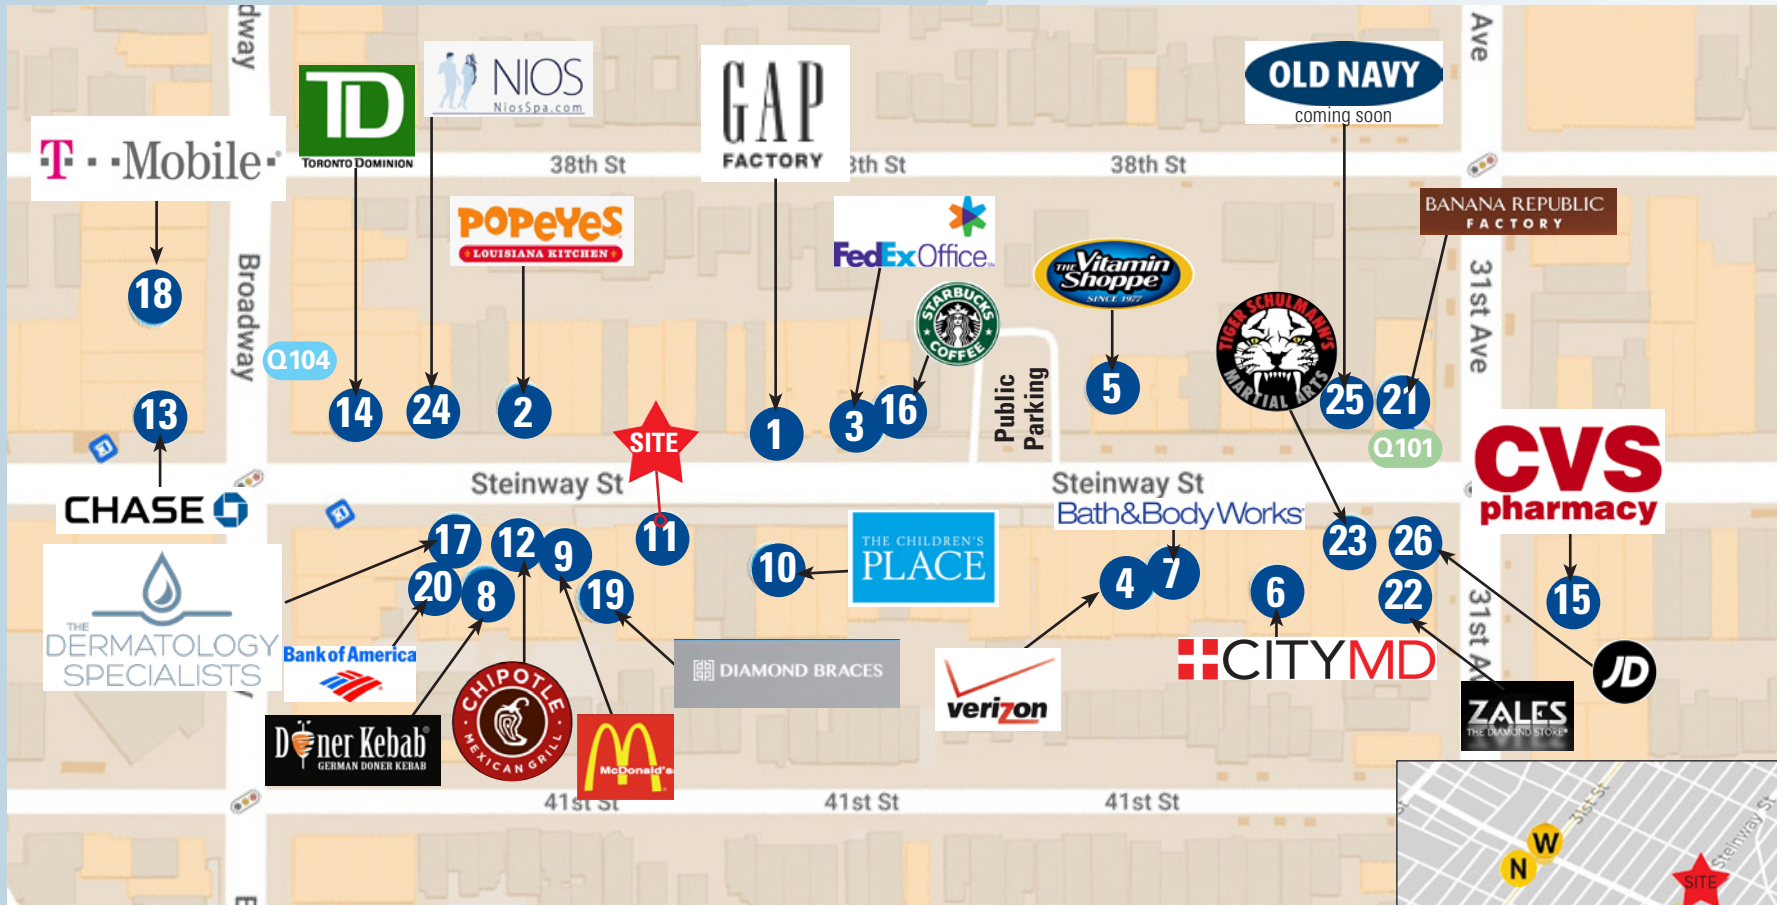 dway
Ave
T··Mobile·
TD
TORONTO DOMINION
NIOS
NiosSpa.com
GAP
FACTORY
OLD NAVY
coming soon
38th St
8th St
38th St
BANANA REPUBLIC
FACTORY
POPEYES
LOUISIANA KITCHEN
FedEx Office
THE Vitamin
Shoppe
SINCE 1977
STARBUCKS
COFFEE
TIGER SCHULMANN'S
MARTIAL ARTS
Broadway
31st Ave
18
Q104
13
14
24
2
SITE
1
3
16
Public
Parking
5
25
21
Q101
CVS
pharmacy
Steinway St
Steinway St
CHASE
Bath&BodyWorks
17
12
9
11
10
THE CHILDREN'S
PLACE
4
7
23
26
20
8
19
6
22
15
31st A
THE
DERMATOLOGY
SPECIALISTS
Bank of America
CHIPOTLE
MEXICAN GRILL
DIAMOND BRACES
verizon
CITYMD
JD
ZALES
THE DIAMOND STORE
Döner Kebab
GERMAN DONER KEBAB
McDonald's
41st St
41st St
41st St
31st St
Steinway St
W
N
SITE